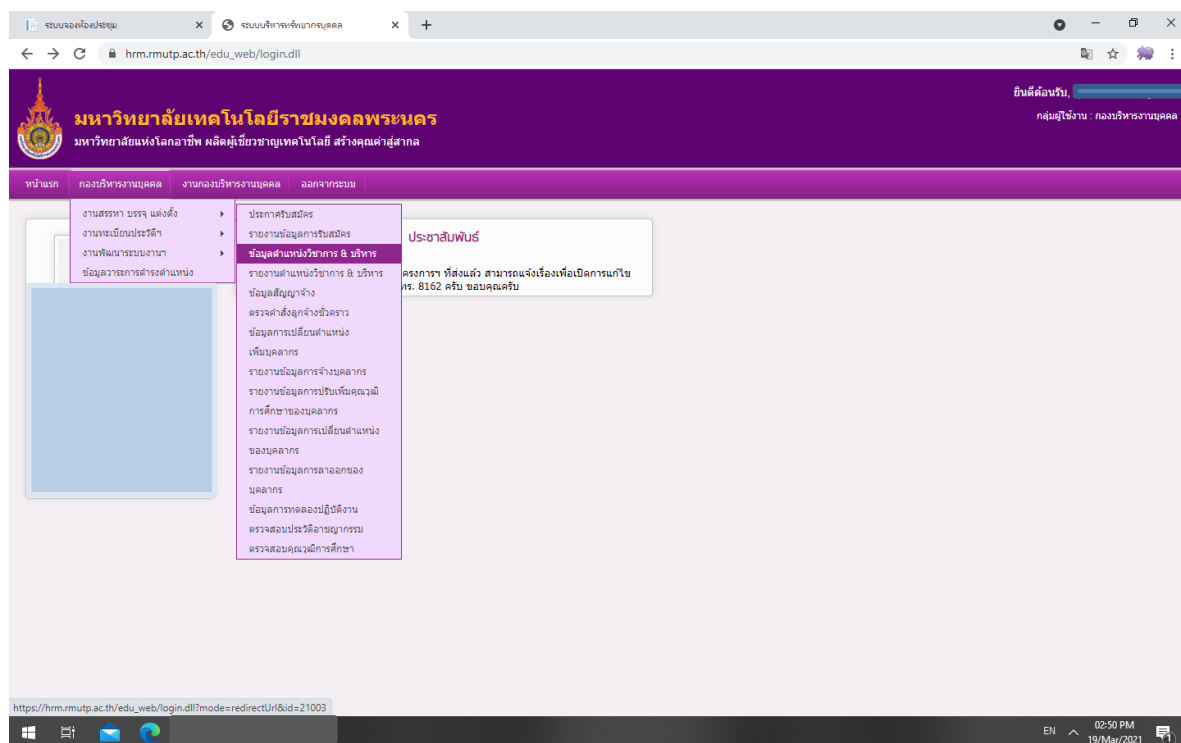 ระบบจองห้องประชุม
ระบบบริหารทรัพยากรบุคคล
hrm.rmutp.ac.th/edu_web/login.dll
ยินดีต้อนรับ,
มหาวิทยาลัยเทคโนโลยีราชมงคลพระนคร
กลุ่มผู้ใช้งาน : กองบริหารงานบุคคล
มหาวิทยาลัยแห่งโลกอาชีพ ผลิตผู้เชี่ยวชาญเทคโนโลยี สร้างคุณค่าสู่สากล
หน้าแรก กองบริหารงานบุคคล งานกองบริหารงานบุคคล ออกจากระบบ
งานสรรหา บรรจุ แต่งตั้ง
งานทะเบียนประวัติฯ
งานพัฒนาระบบงานฯ
ข้อมูลวาระการดำรงตำแหน่ง
ประกาศรับสมัคร
รายงานข้อมูลการรับสมัคร
ข้อมูลตำแหน่งวิชาการ & บริหาร
รายงานตำแหน่งวิชาการ & บริหาร
ข้อมูลสัญญาจ้าง
ตรวจคำสั่งลูกจ้างชั่วคราว
ข้อมูลการเปลี่ยนตำแหน่ง
เพิ่มบุคลากร
รายงานข้อมูลการจ้างบุคลากร
รายงานข้อมูลการปรับเพิ่มคุณวุฒิ
การศึกษาของบุคลากร
รายงานข้อมูลการเปลี่ยนตำแหน่ง
ของบุคลากร
รายงานข้อมูลการลาออกของ
บุคลากร
ข้อมูลการทดลองปฏิบัติงาน
ตรวจสอบประวัติอาชญากรรม
ตรวจสอบคุณวุฒิการศึกษา
ประชาสัมพันธ์
ครงการฯ ที่ส่งแล้ว สามารถแจ้งเรื่องเพื่อเปิดการแก้ไข
ทร. 8162 ครับ ขอบคุณครับ
https://hrm.rmutp.ac.th/edu_web/login.dll?mode=redirectUrl&id=21003
EN
02:50 PM
19/Mar/2021
1